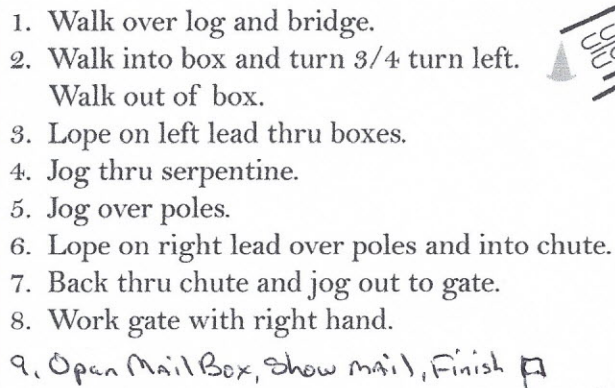 1. Walk over log and bridge.
2. Walk into box and turn 3/4 turn left.
Walk out of box.
3. Lope on left lead thru boxes.
4. Jog thru serpentine.
5. Jog over poles.
6. Lope on right lead over poles and into chute.
7. Back thru chute and jog out to gate.
8. Work gate with right hand.
9. Open Mail Box, Show mail, Finish